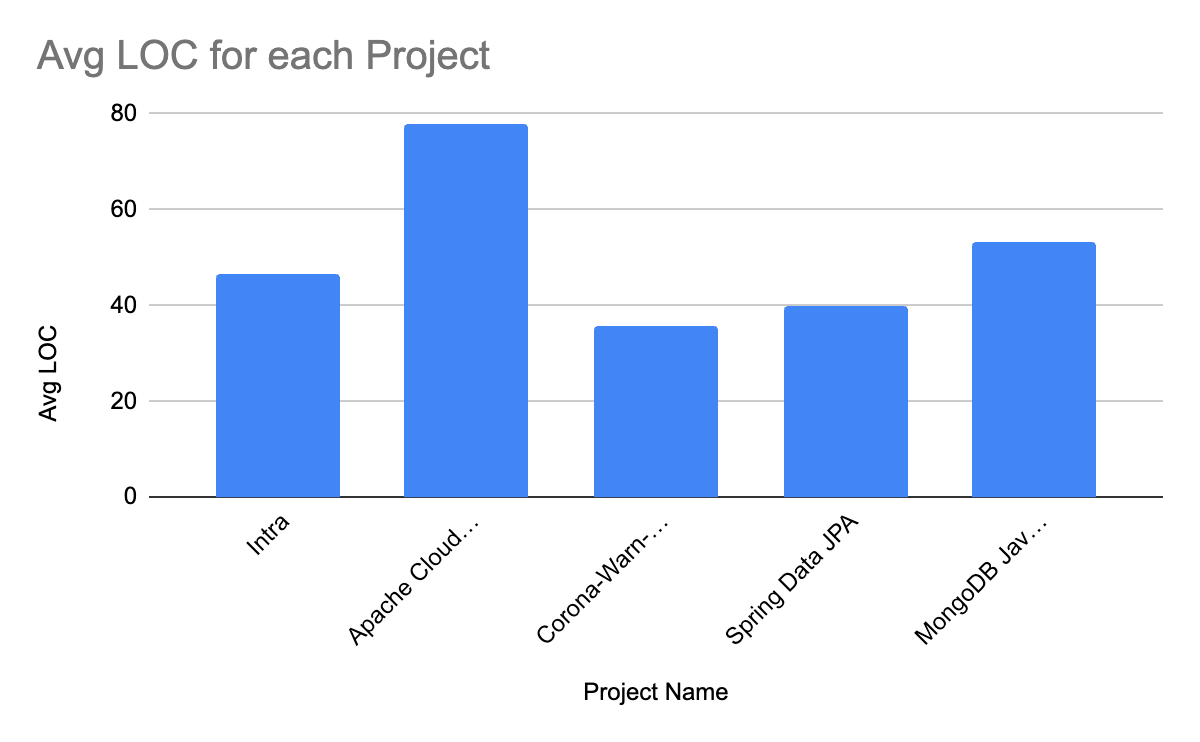 Avg LOC for each Project
80
60
40
20
0
Avg LOC
Intra
Apache Cloud…
Corona-Warn-…
Spring Data JPA
MongoDB Jav…
Project Name